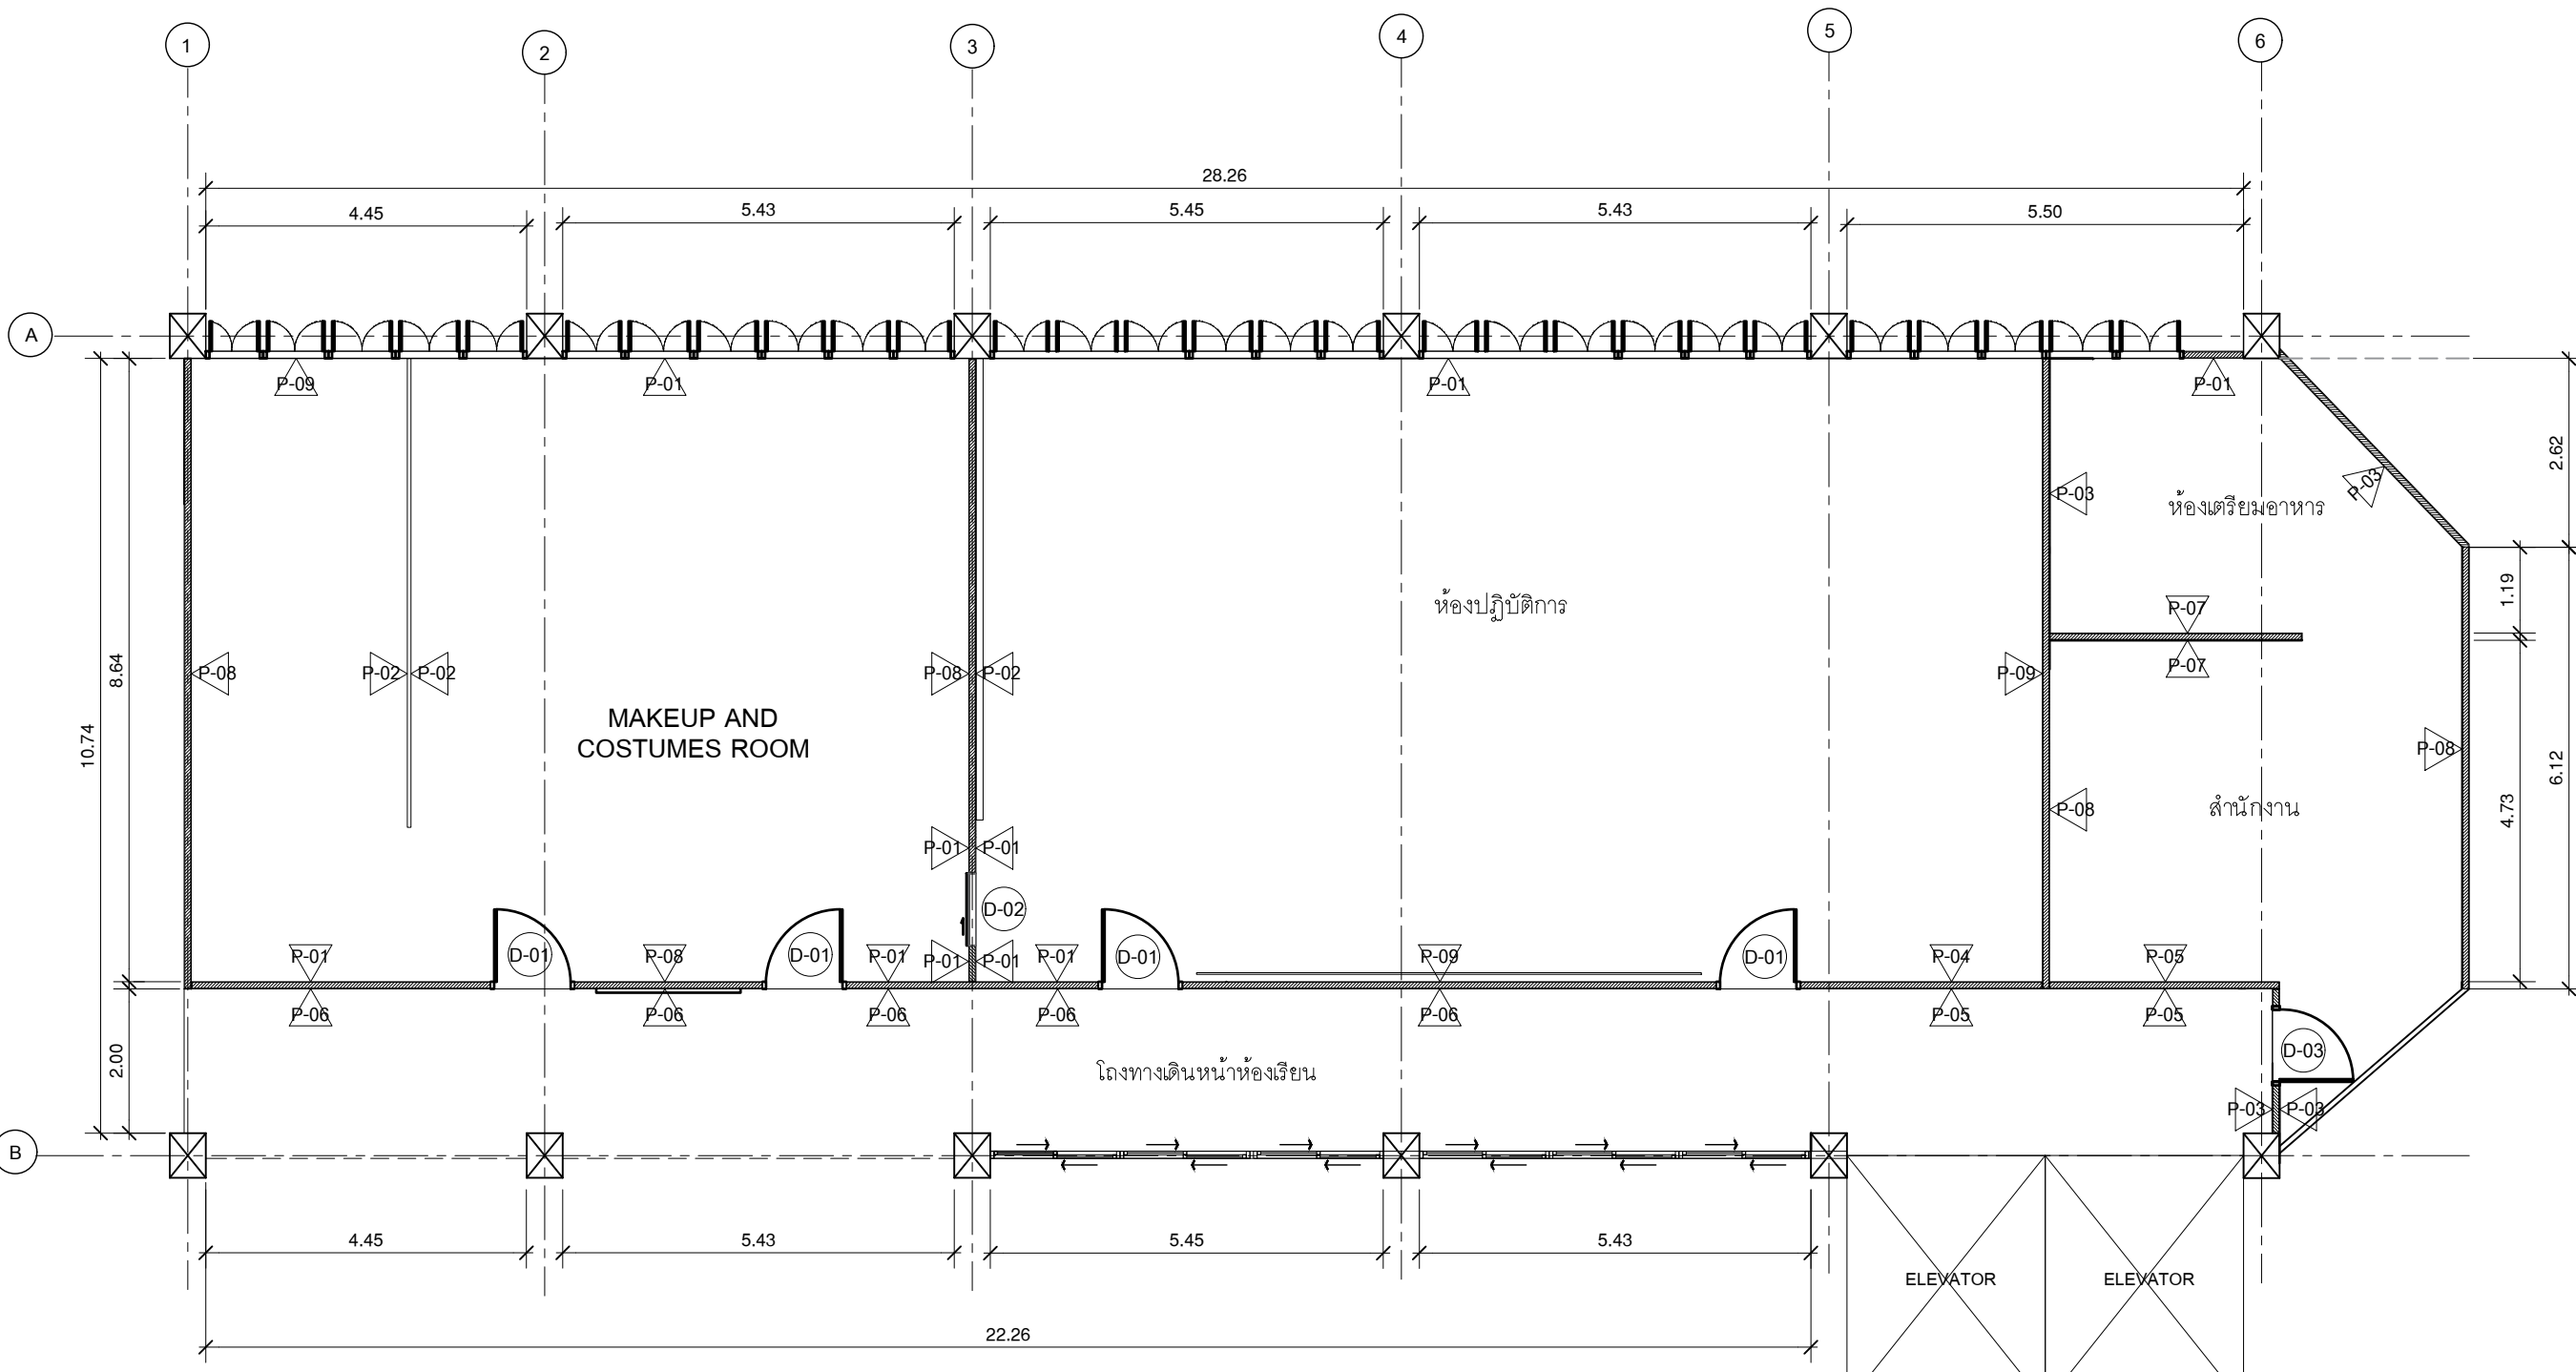 1
2
3
4
5
6
28.26
4.45
5.43
5.45
5.43
5.50
A
P-09
P-01
P-01
P-01
2.62
P-03
P-03
ห้องเตรียมอาหาร
1.19
ห้องปฏิบัติการ
P-07
P-07
8.64
P-08
P-02
P-02
P-08
P-02
P-09
MAKEUP AND
COSTUMES ROOM
10.74
P-08
6.12
P-08
สำนักงาน
4.73
P-01
P-01
D-02
P-01
D-01
P-08
D-01
P-01
P-01
P-01
P-01
D-01
P-09
D-01
P-04
P-05
P-06
P-06
P-06
P-06
P-06
P-05
P-05
2.00
โถงทางเดินหน้าห้องเรียน
D-03
P-03
P-03
B
4.45
5.43
5.45
5.43
ELEVATOR
ELEVATOR
22.26